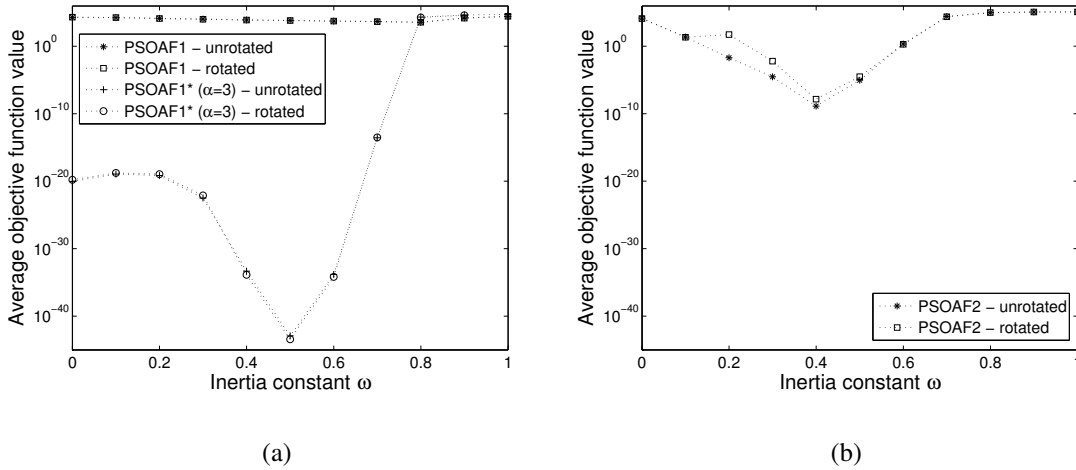 Average objective function value
10^0
10^−10
10^−20
10^−30
10^−40
PSOAF1 − unrotated
PSOAF1 − rotated
PSOAF1* (α=3) − unrotated
PSOAF1* (α=3) − rotated
0 0.2 0.4 0.6 0.8 1
Inertia constant ω
(a)
Average objective function value
10^0
10^−10
10^−20
10^−30
10^−40
PSOAF2 − unrotated
PSOAF2 − rotated
0 0.2 0.4 0.6 0.8 1
Inertia constant ω
(b)